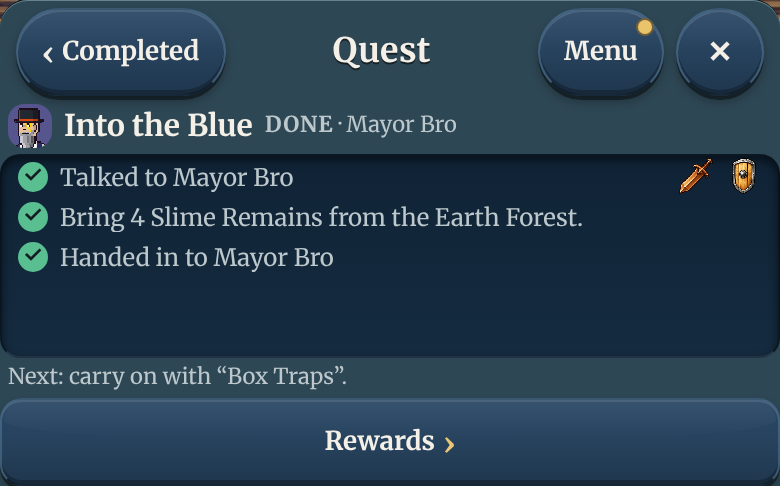 ‹ Completed
Quest
Menu
×
Into the Blue DONE · Mayor Bro
Talked to Mayor Bro
Bring 4 Slime Remains from the Earth Forest.
Handed in to Mayor Bro
Next: carry on with “Box Traps”.
Rewards ›